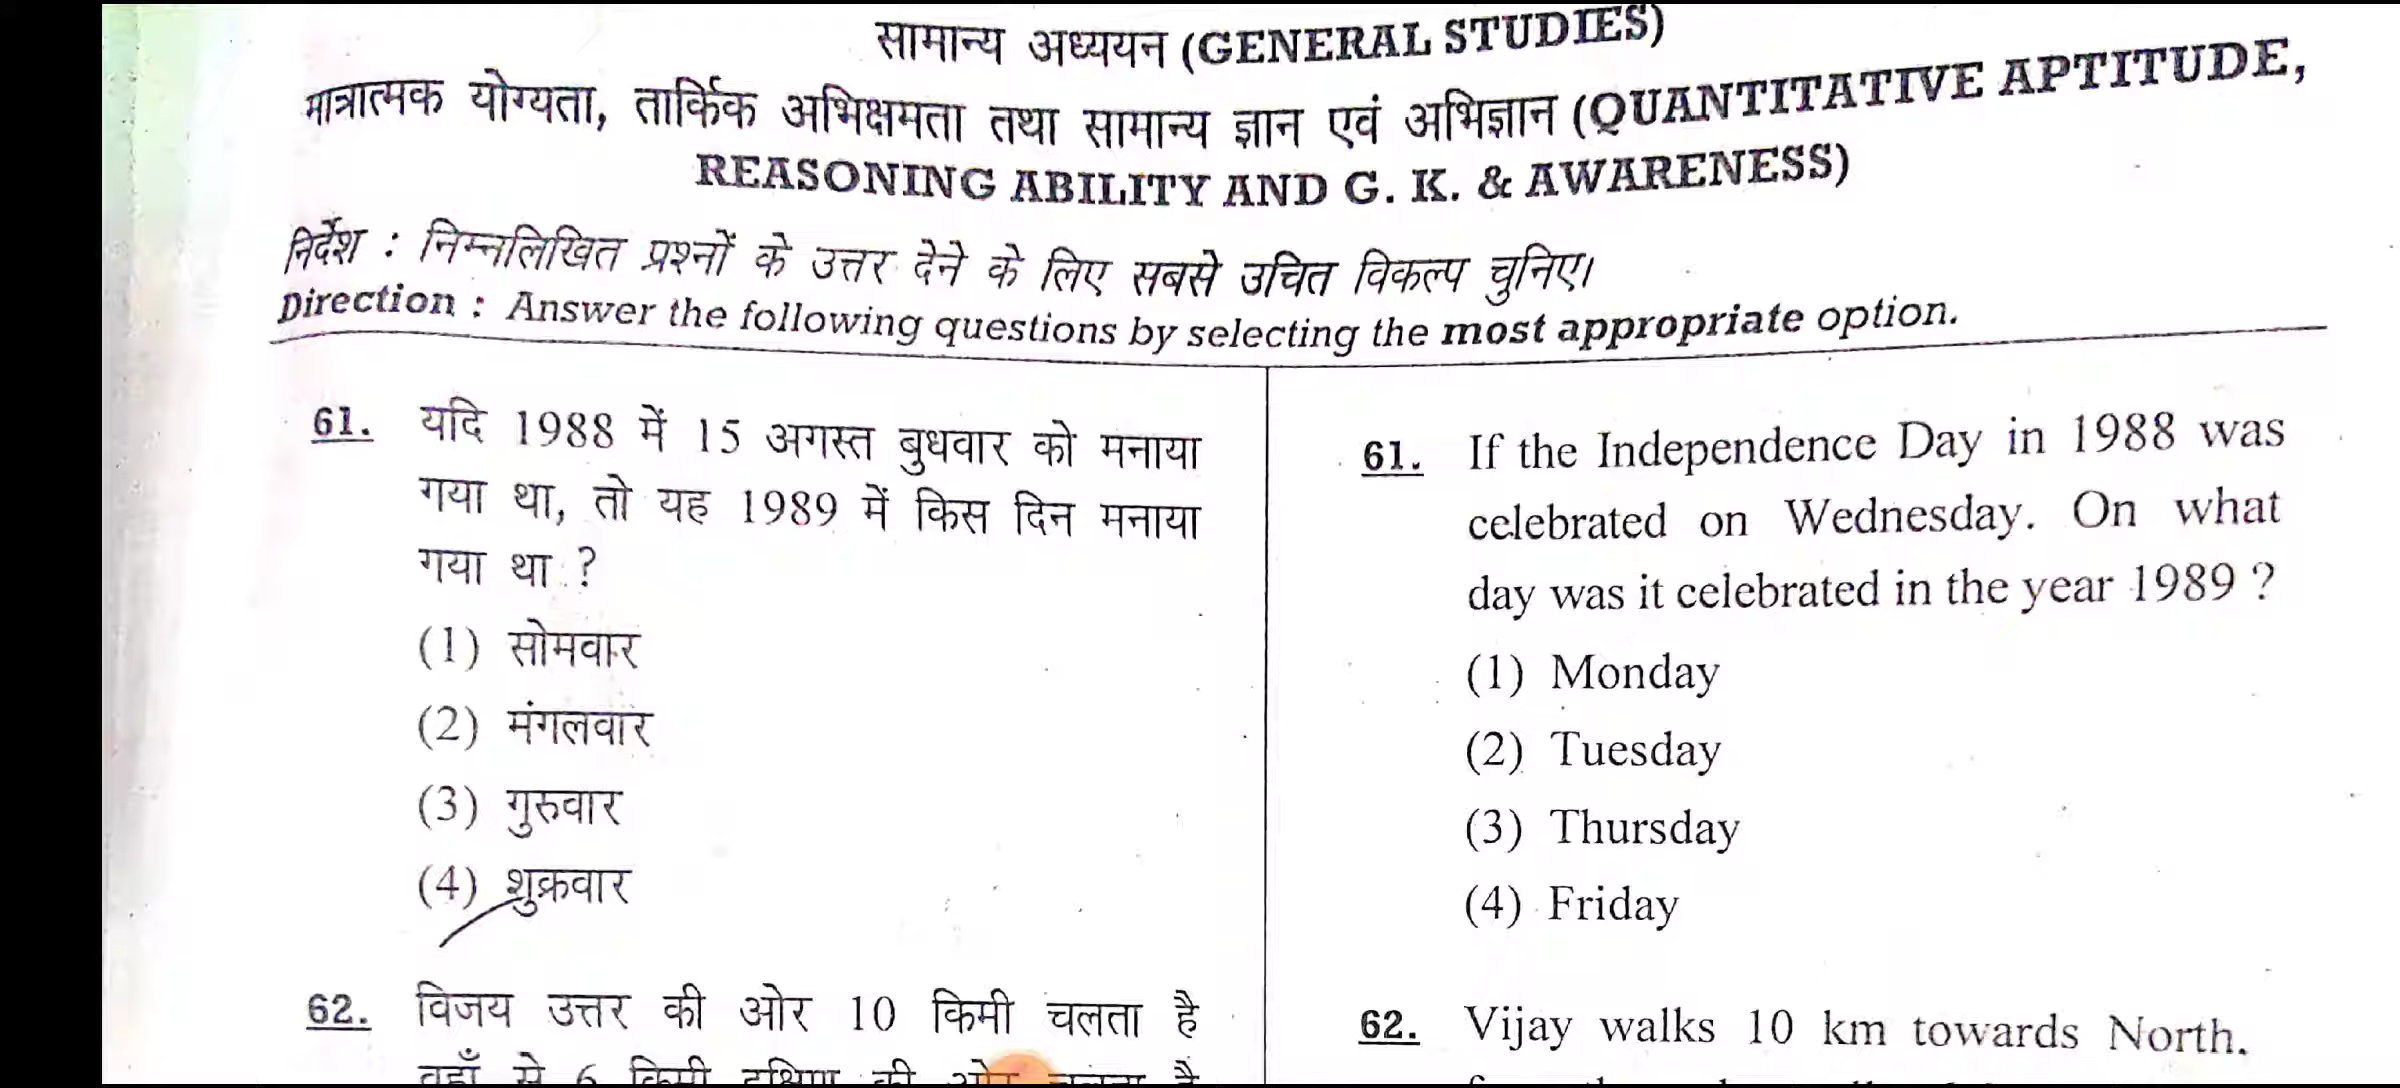 सामान्य अध्ययन (GENERAL STUDIES)
मात्रात्मक योग्यता, तार्किक अभिक्षमता तथा सामान्य ज्ञान एवं अभिज्ञान (QUANTITATIVE APTITUDE,
REASONING ABILITY AND G. K. & AWARENESS)
निर्देश : निम्नलिखित प्रश्नों के उत्तर देने के लिए सबसे उचित विकल्प चुनिए।
Direction : Answer the following questions by selecting the most appropriate option.
61. यदि 1988 में 15 अगस्त बुधवार को मनाया
गया था, तो यह 1989 में किस दिन मनाया
गया था ?
(1) सोमवार
(2) मंगलवार
(3) गुरुवार
(4) शुक्रवार
62. विजय उत्तर की ओर 10 किमी चलता है
वहाँ से 6 किमी दक्षिण की ओर चलता है
61. If the Independence Day in 1988 was
celebrated on Wednesday. On what
day was it celebrated in the year 1989 ?
(1) Monday
(2) Tuesday
(3) Thursday
(4) Friday
62. Vijay walks 10 km towards North.